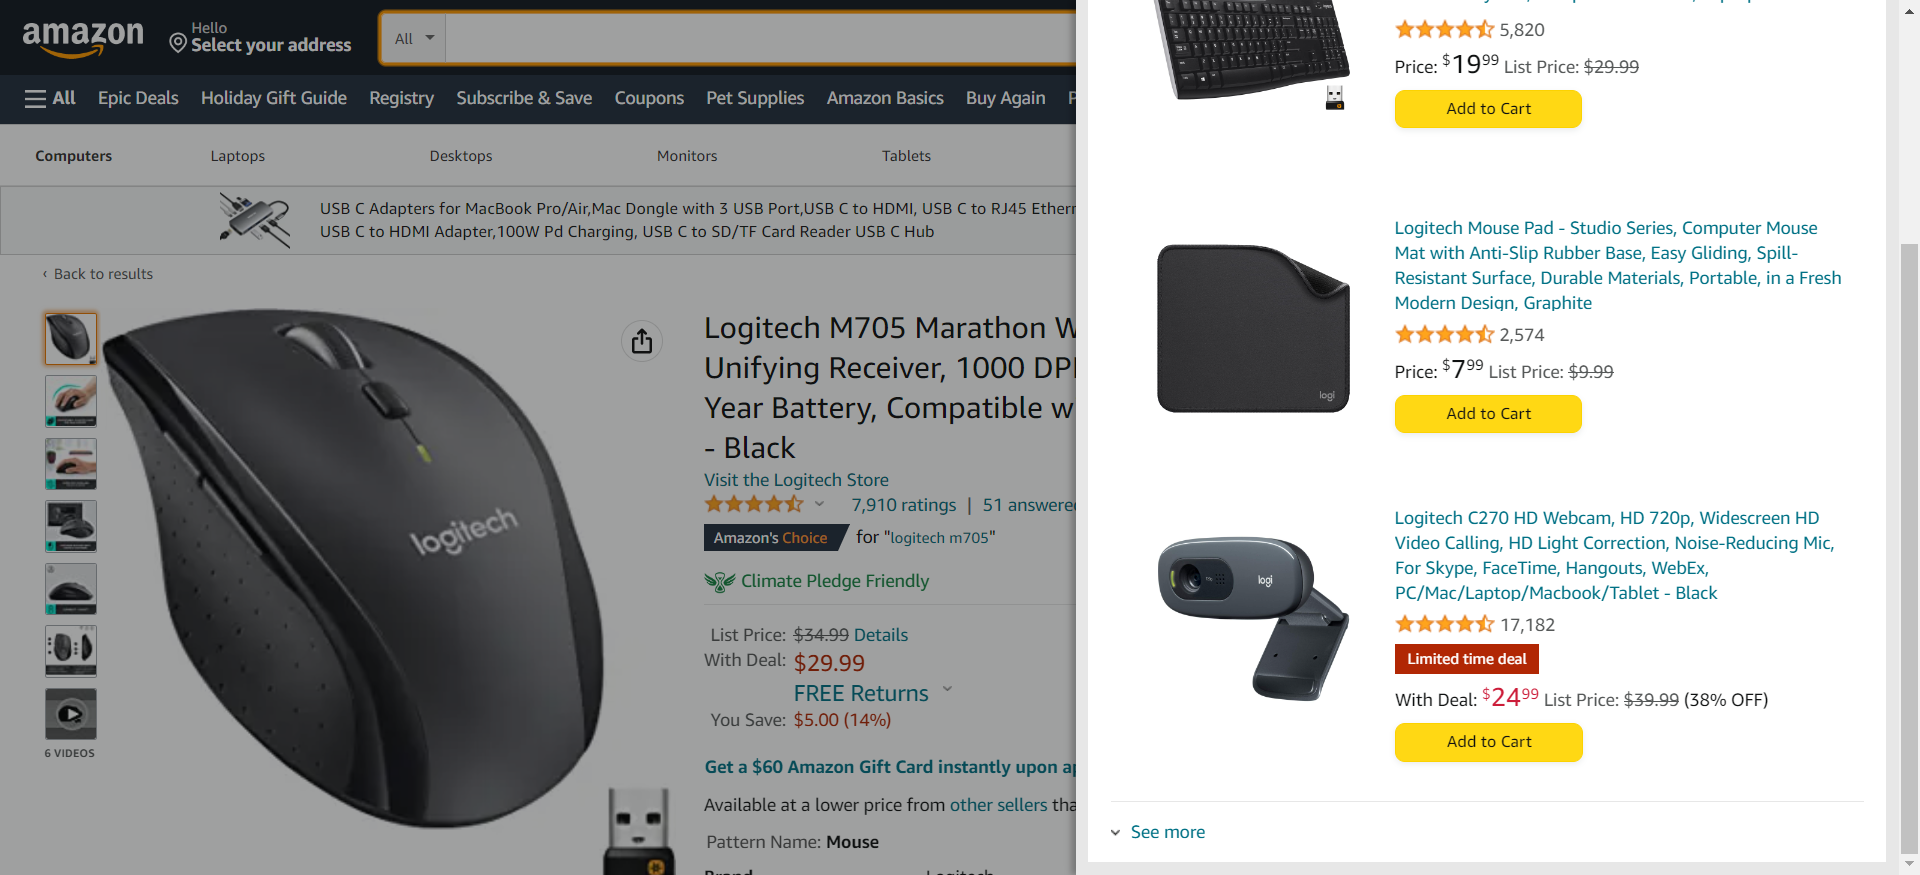 amazon
Hello
Select your address
All
All
Epic Deals
Holiday Gift Guide
Registry
Subscribe & Save
Coupons
Pet Supplies
Amazon Basics
Buy Again
Computers
Laptops
Desktops
Monitors
Tablets
USB C Adapters for MacBook Pro/Air,Mac Dongle with 3 USB Port,USB C to HDMI, USB C to RJ45 Ethern
USB C to HDMI Adapter,100W Pd Charging, USB C to SD/TF Card Reader USB C Hub
‹ Back to results
logitech
6 VIDEOS
Logitech M705 Marathon W
Unifying Receiver, 1000 DPI
Year Battery, Compatible w
- Black
Visit the Logitech Store
7,910 ratings | 51 answere
Amazon's Choice for "logitech m705"
Climate Pledge Friendly
List Price: $34.99 Details
With Deal: $29.99
FREE Returns
You Save: $5.00 (14%)
Get a $60 Amazon Gift Card instantly upon ap
Available at a lower price from other sellers tha
Pattern Name: Mouse
Brand Logitech
5,820
Price: $19.99 List Price: $29.99
Add to Cart
Logitech Mouse Pad - Studio Series, Computer Mouse
Mat with Anti-Slip Rubber Base, Easy Gliding, Spill-
Resistant Surface, Durable Materials, Portable, in a Fresh
Modern Design, Graphite
logi
2,574
Price: $7.99 List Price: $9.99
Add to Cart
Logitech C270 HD Webcam, HD 720p, Widescreen HD
Video Calling, HD Light Correction, Noise-Reducing Mic,
For Skype, FaceTime, Hangouts, WebEx,
PC/Mac/Laptop/Macbook/Tablet - Black
logi
17,182
Limited time deal
With Deal: $24.99 List Price: $39.99 (38% OFF)
Add to Cart
See more